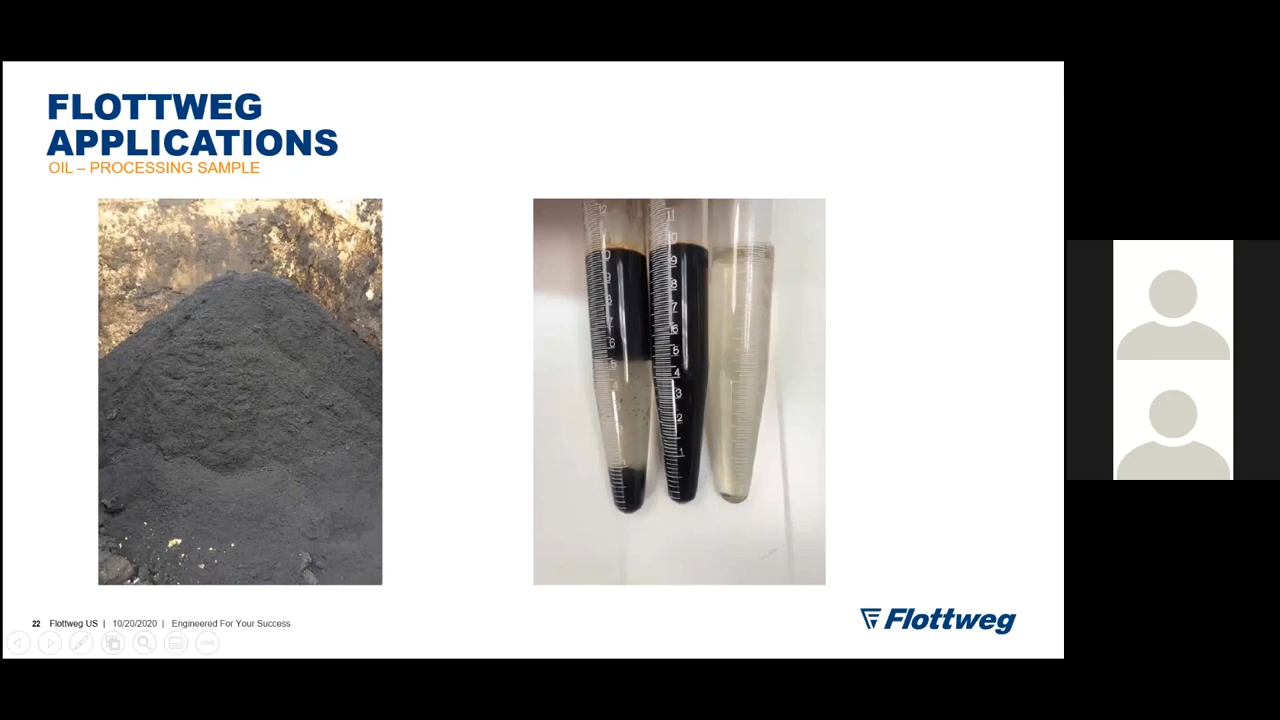 FLOTTWEG
APPLICATIONS
OIL – PROCESSING SAMPLE
22 Flottweg US | 10/20/2020 | Engineered For Your Success
Flottweg